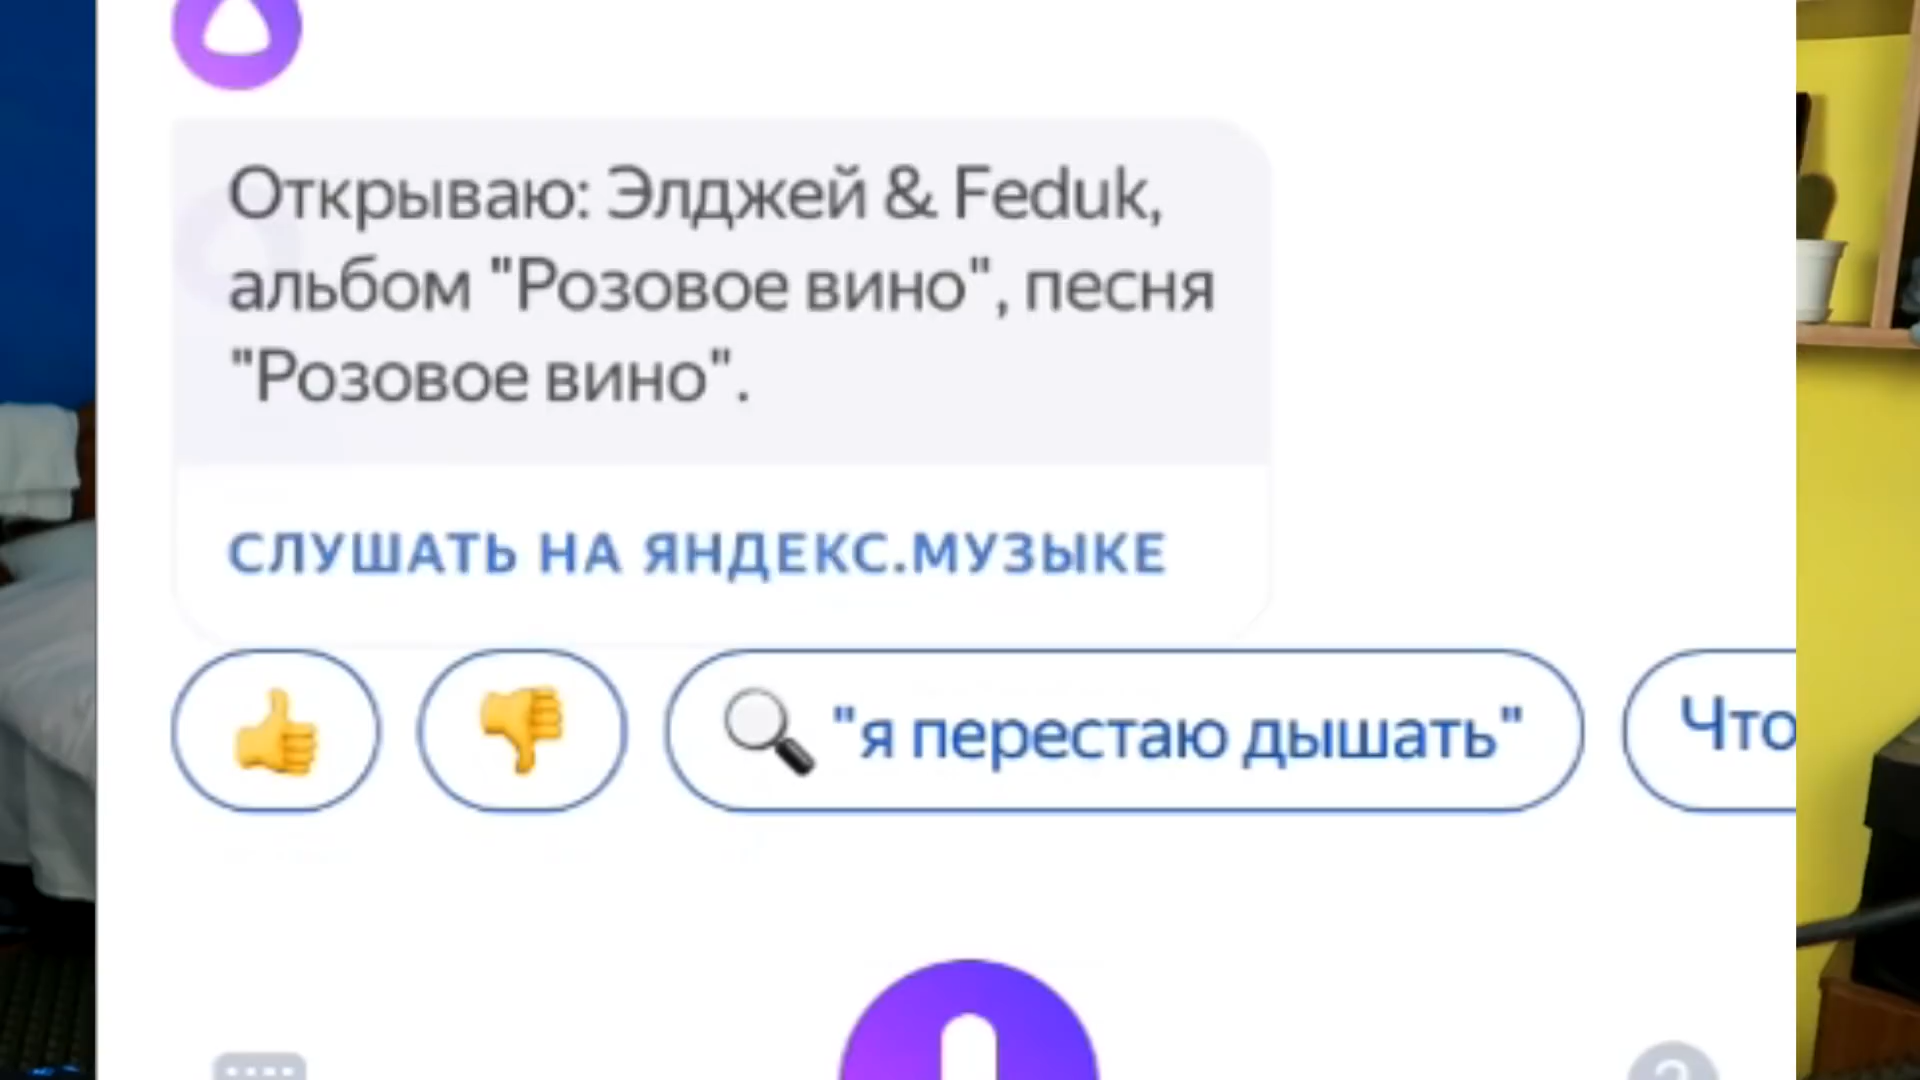 Открываю: Элджей & Feduk,
альбом "Розовое вино", песня
"Розовое вино".
СЛУШАТЬ НА ЯНДЕКС.МУЗЫКЕ
"я перестаю дышать"
Что
?